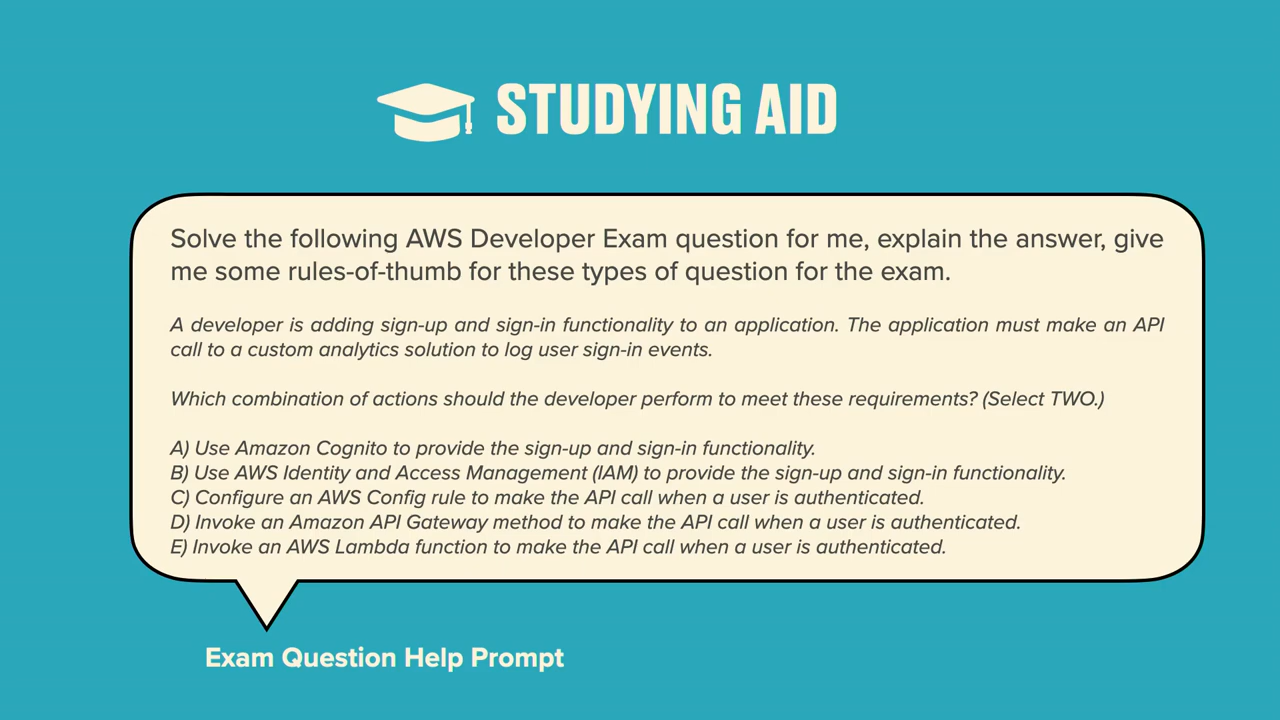 STUDYING AID
Solve the following AWS Developer Exam question for me, explain the answer, give
me some rules-of-thumb for these types of question for the exam.
A developer is adding sign-up and sign-in functionality to an application. The application must make an API
call to a custom analytics solution to log user sign-in events.
Which combination of actions should the developer perform to meet these requirements? (Select TWO.)
A) Use Amazon Cognito to provide the sign-up and sign-in functionality.
B) Use AWS Identity and Access Management (IAM) to provide the sign-up and sign-in functionality.
C) Configure an AWS Config rule to make the API call when a user is authenticated.
D) Invoke an Amazon API Gateway method to make the API call when a user is authenticated.
E) Invoke an AWS Lambda function to make the API call when a user is authenticated.
Exam Question Help Prompt